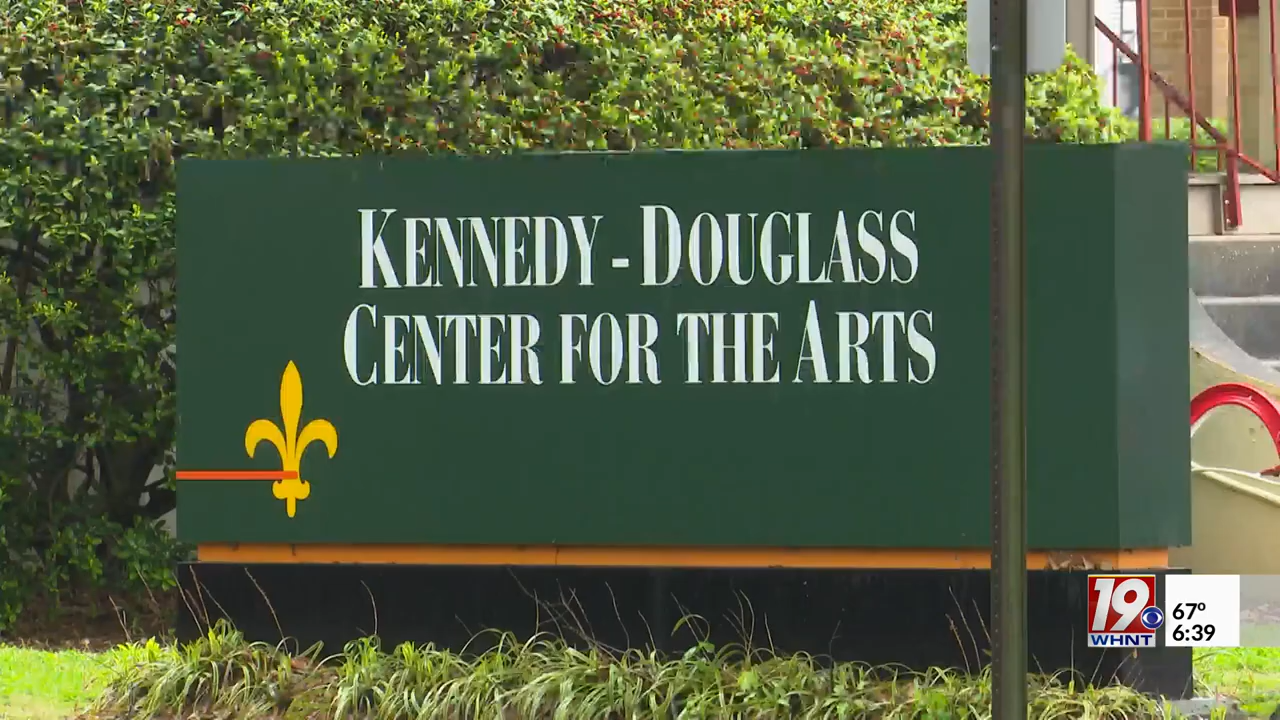 KENNEDY - DOUGLASS
CENTER FOR THE ARTS
19
WHNT
67°
6:39